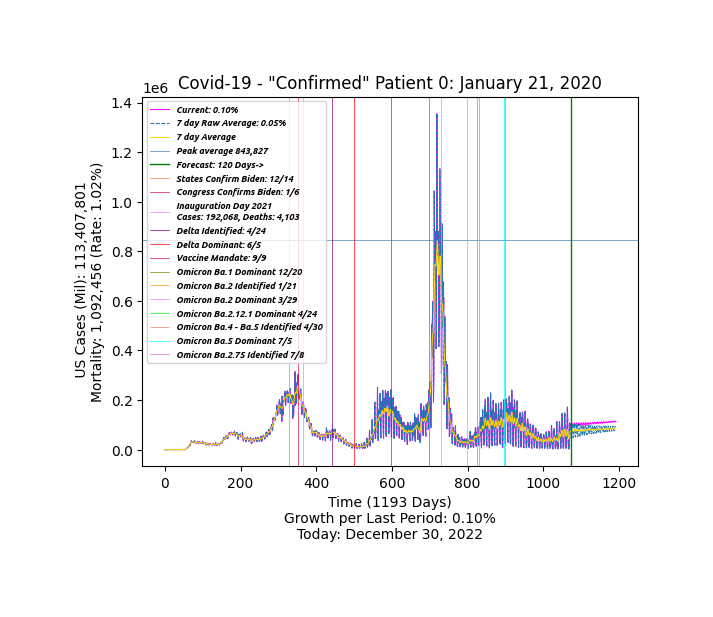 Covid-19 - "Confirmed" Patient 0: January 21, 2020
1e6
1.4
1.2
1.0
0.8
0.6
0.4
0.2
0.0
US Cases (Mil): 113,407,801
Mortality: 1,092,456 (Rate: 1.02%)
Current: 0.10%
7 day Raw Average: 0.05%
7 day Average
Peak average 843,827
Forecast: 120 Days->
States Confirm Biden: 12/14
Congress Confirms Biden: 1/6
Inauguration Day 2021
Cases: 192,068, Deaths: 4,103
Delta Identified: 4/24
Delta Dominant: 6/5
Vaccine Mandate: 9/9
Omicron Ba.1 Dominant 12/20
Omicron Ba.2 Identified 1/21
Omicron Ba.2 Dominant 3/29
Omicron Ba.2.12.1 Dominant 4/24
Omicron Ba.4 - Ba.5 Identified 4/30
Omicron Ba.5 Dominant 7/5
Omicron Ba.2.75 Identified 7/8
0 200 400 600 800 1000 1200
Time (1193 Days)
Growth per Last Period: 0.10%
Today: December 30, 2022